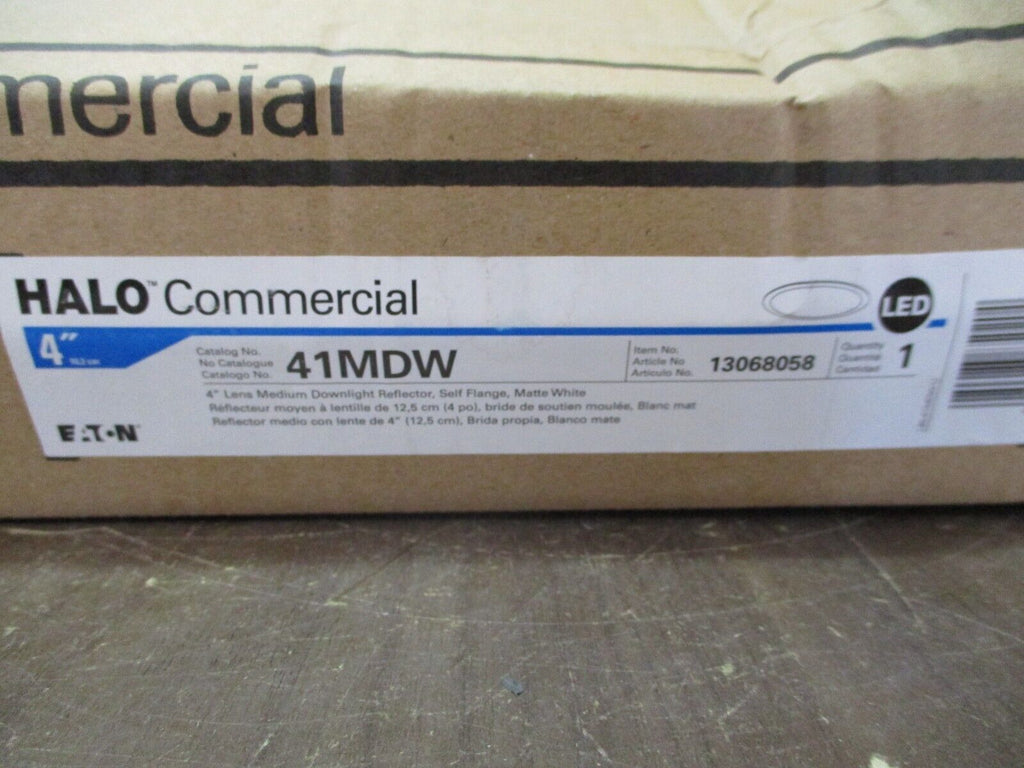 mercial
HALO™ Commercial
LED
4"
Catalog No.
No Catalogue
Catalogo No.
41MDW
Item No.
Article No
Articulo No.
13068058
Quantity
Quantité
Cantidad
1
4" Lens Medium Downlight Reflector, Self Flange, Matte White
Réflecteur moyen à lentille de 12,5 cm (4 po), bride de soutien moulée, Blanc mat
Reflector medio con lente de 4" (12,5 cm), Brida propia, Blanco mate
EATON